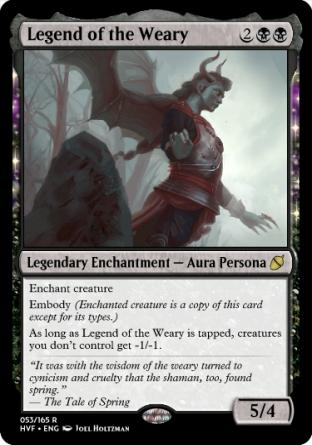 Legend of the Weary 2
Legendary Enchantment — Aura Persona
Enchant creature
Embody (Enchanted creature is a copy of this card
except for its types.)
As long as Legend of the Weary is tapped, creatures
you don't control get -1/-1.
“It was with the wisdom of the weary turned to
cynicism and cruelty that the shaman, too, found
spring.”
— The Tale of Spring
5/4
053/165 R
HVF • ENG Joel Holtzman